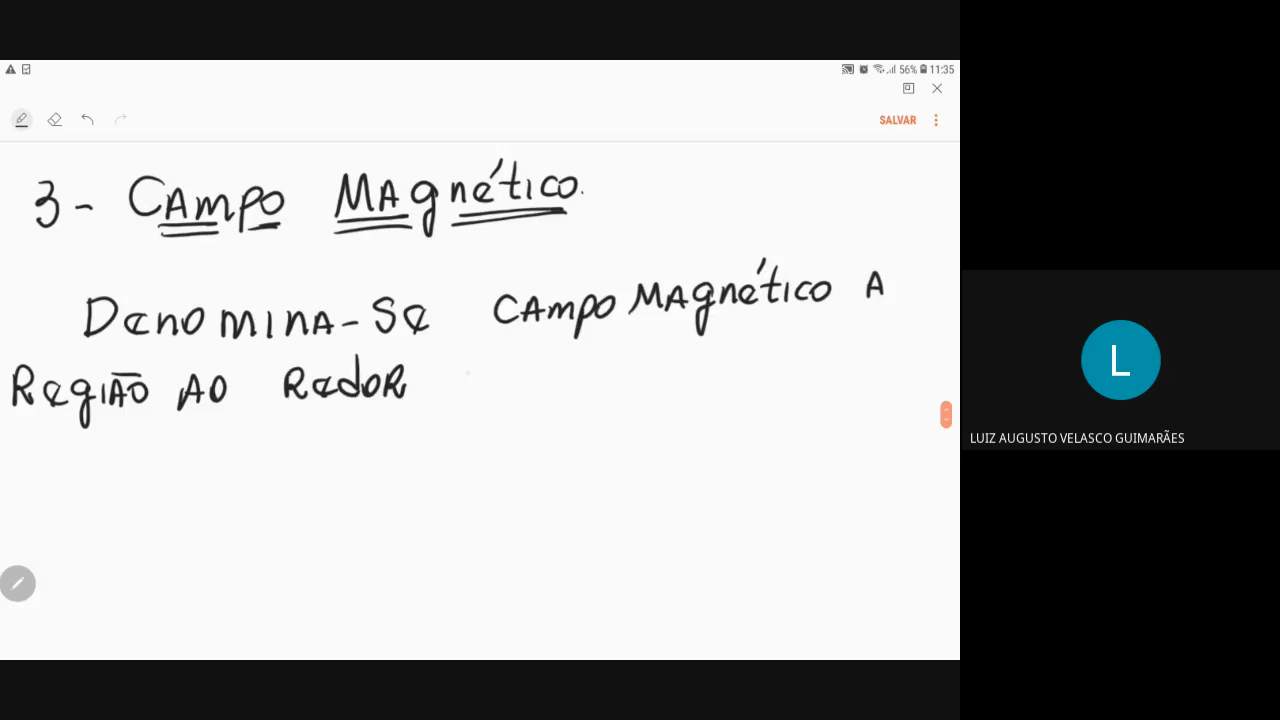 56% 11:35
SALVAR
3 - Campo Magnético.
Denomina-se campo magnético a
Região ao redor
L
LUIZ AUGUSTO VELASCO GUIMARÃES